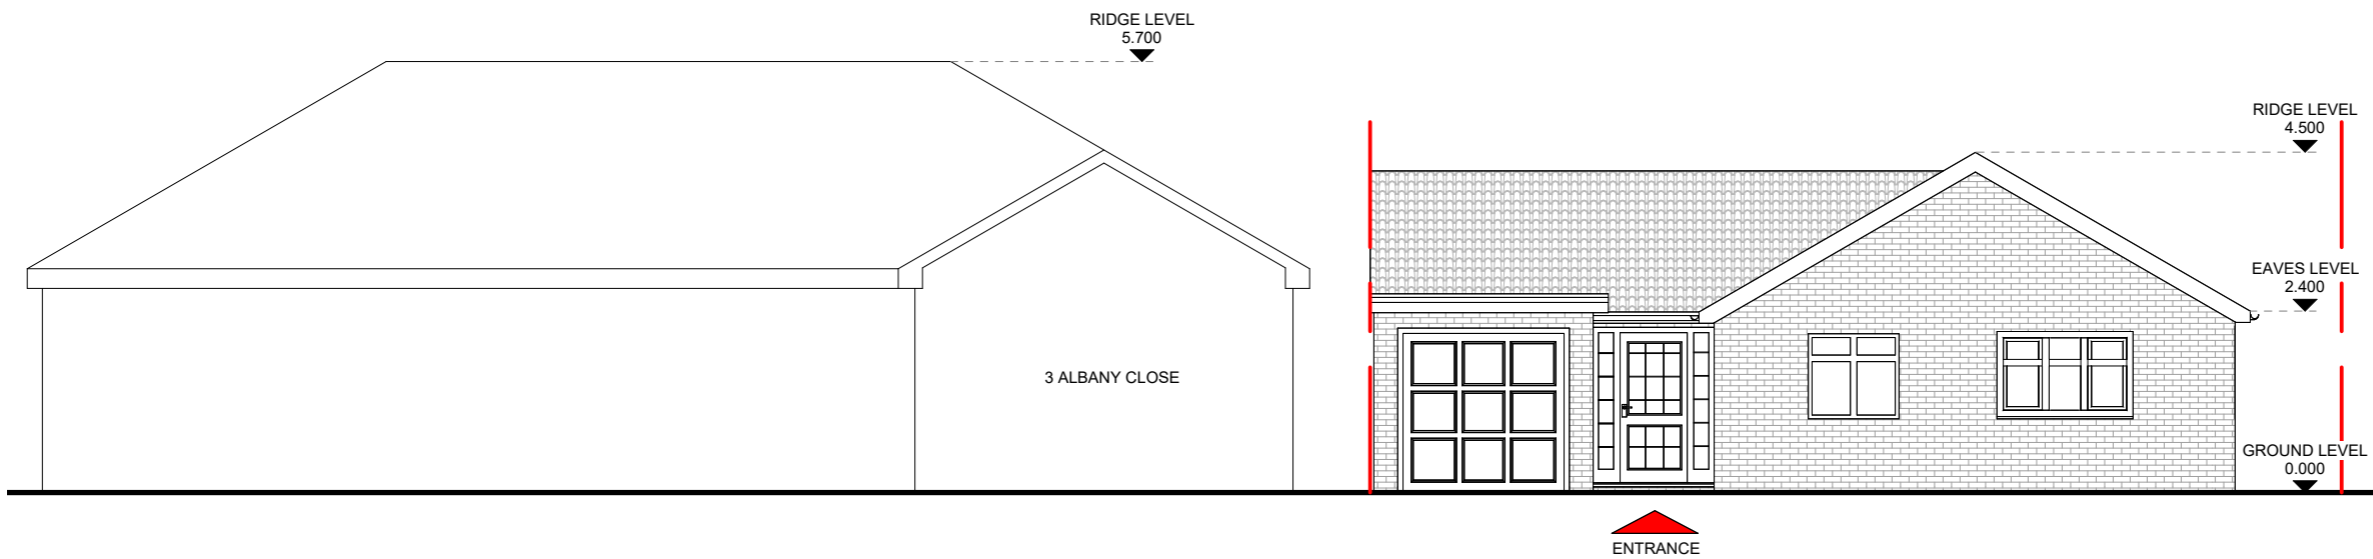 RIDGE LEVEL
5.700
RIDGE LEVEL
4.500
EAVES LEVEL
2.400
3 ALBANY CLOSE
GROUND LEVEL
0.000
ENTRANCE